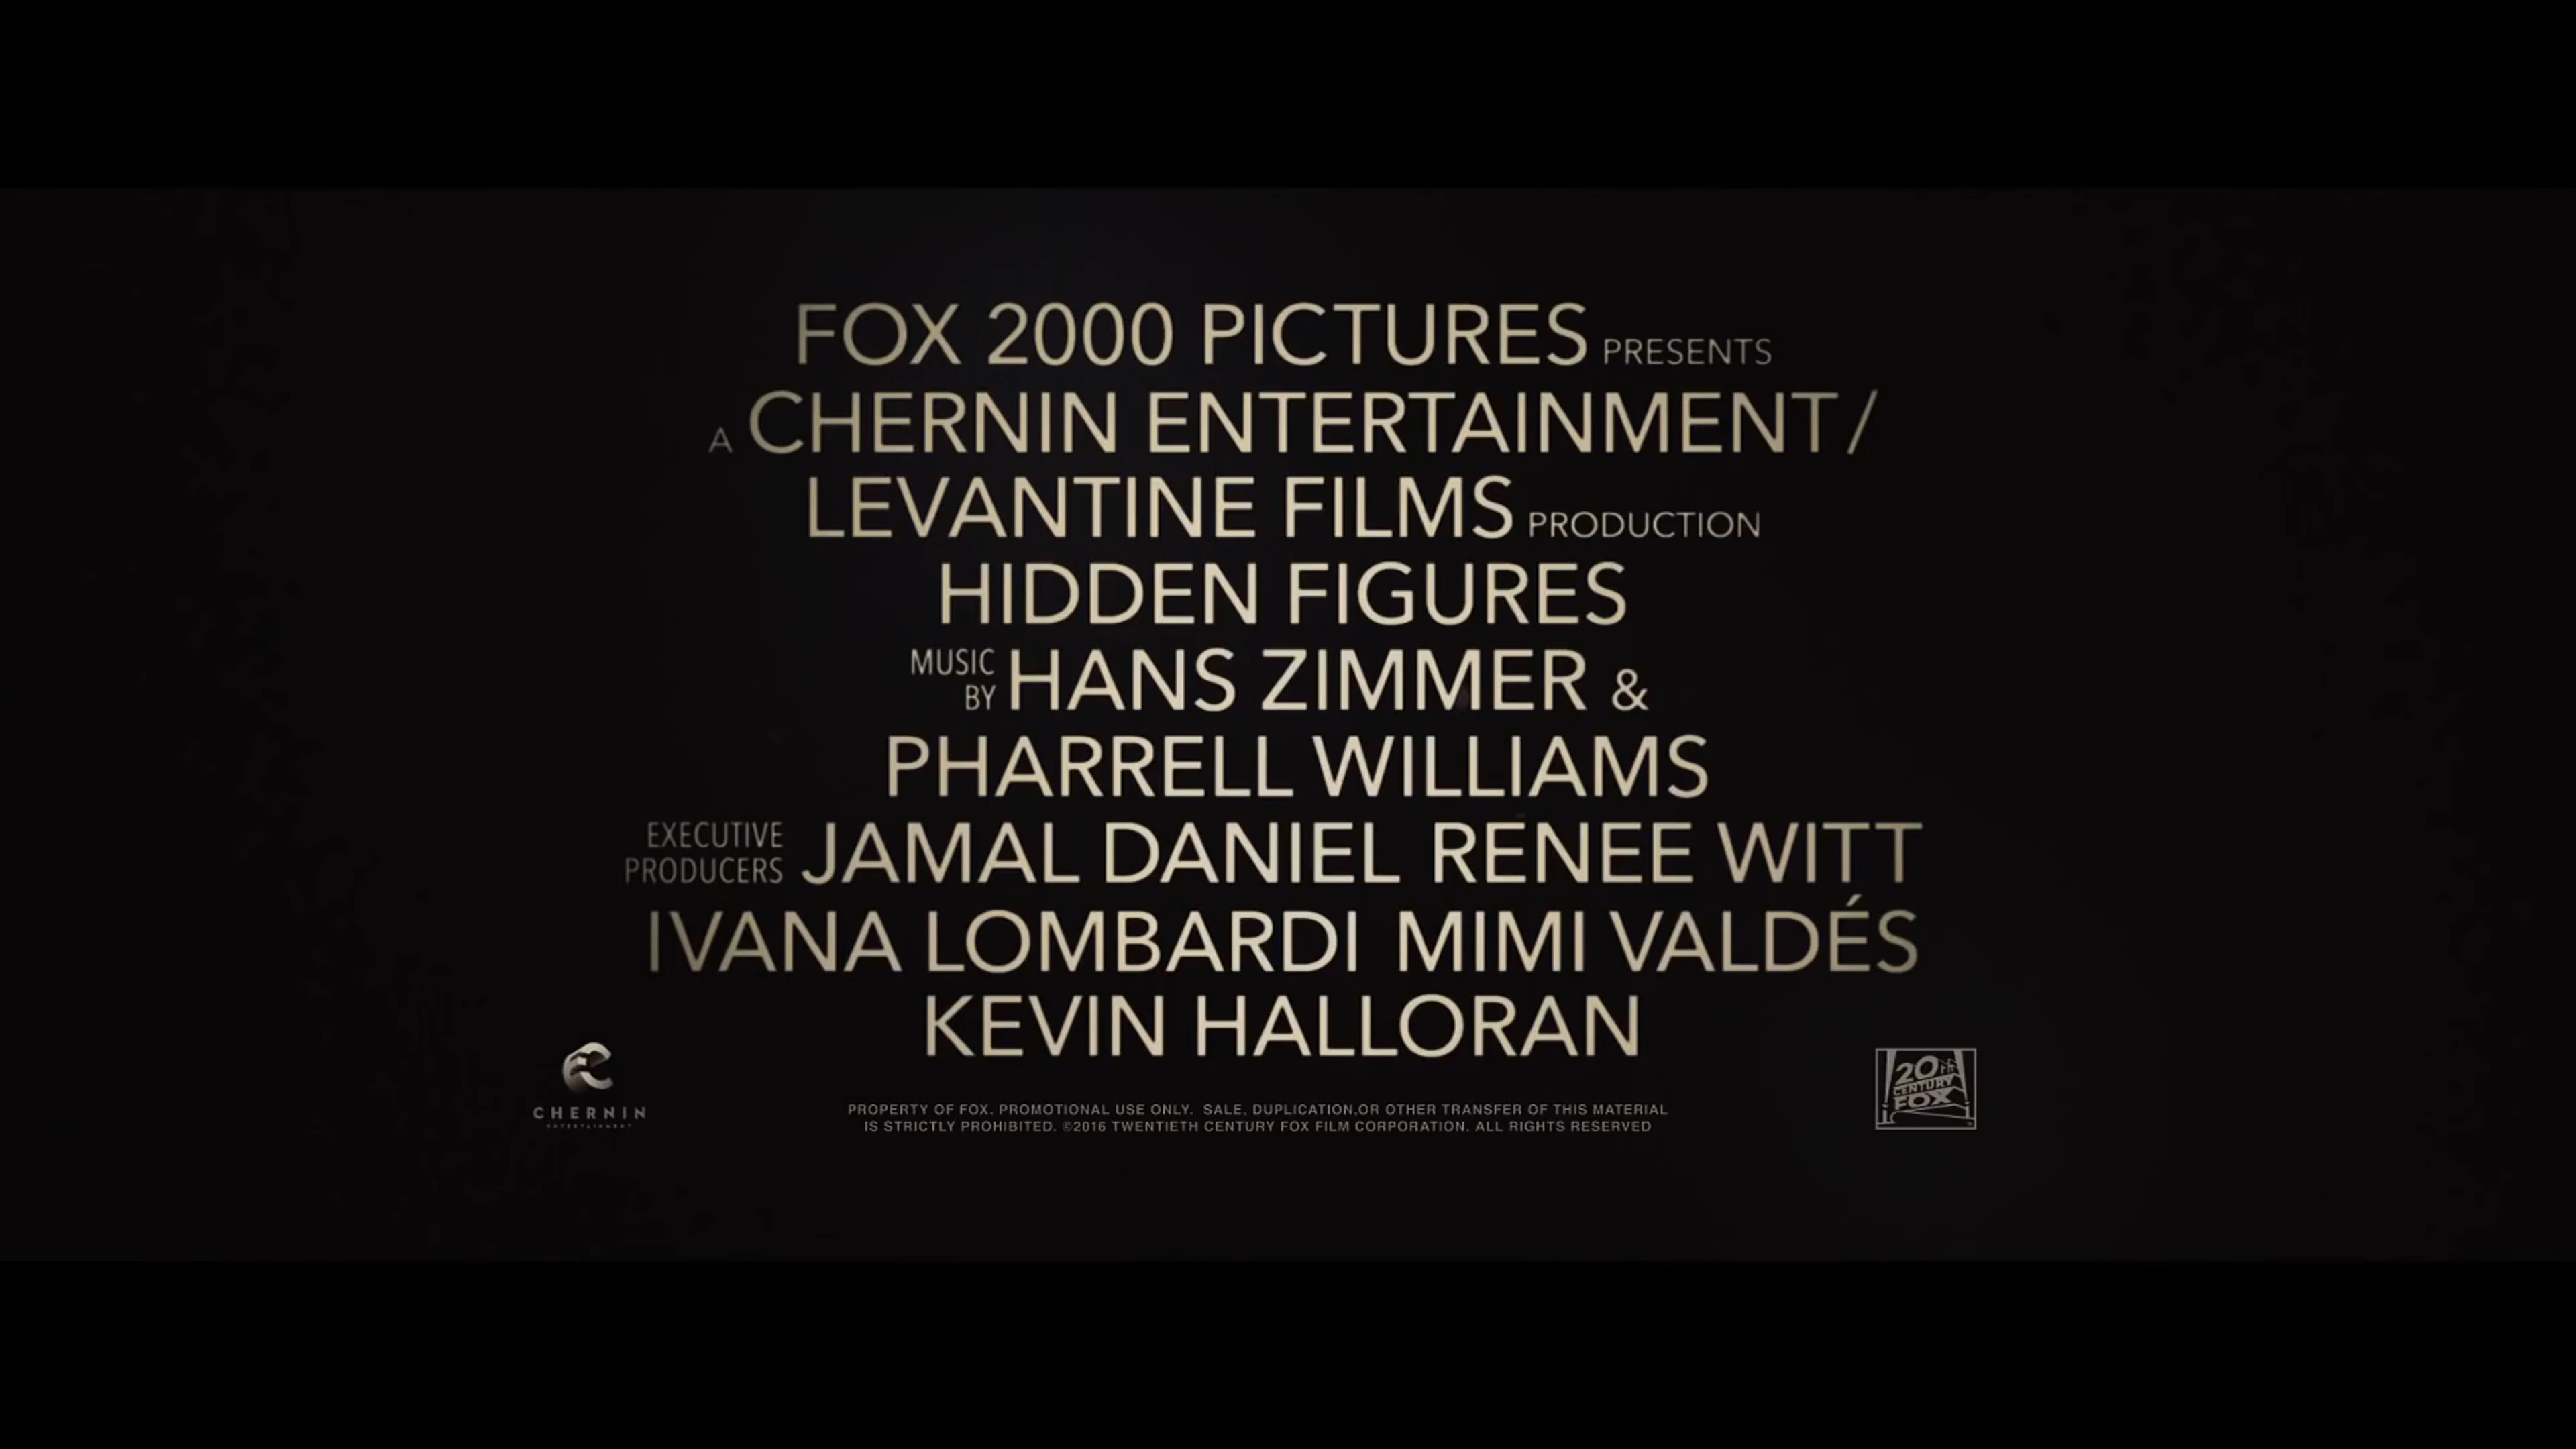 FOX 2000 PICTURES PRESENTS
A CHERNIN ENTERTAINMENT /
LEVANTINE FILMS PRODUCTION
HIDDEN FIGURES
MUSIC BY HANS ZIMMER &
PHARRELL WILLIAMS
EXECUTIVE PRODUCERS JAMAL DANIEL RENEE WITT
IVANA LOMBARDI MIMI VALDÉS
KEVIN HALLORAN
CHERNIN
ENTERTAINMENT
PROPERTY OF FOX. PROMOTIONAL USE ONLY. SALE, DUPLICATION,OR OTHER TRANSFER OF THIS MATERIAL
IS STRICTLY PROHIBITED. ©2016 TWENTIETH CENTURY FOX FILM CORPORATION. ALL RIGHTS RESERVED
20th
CENTURY
FOX